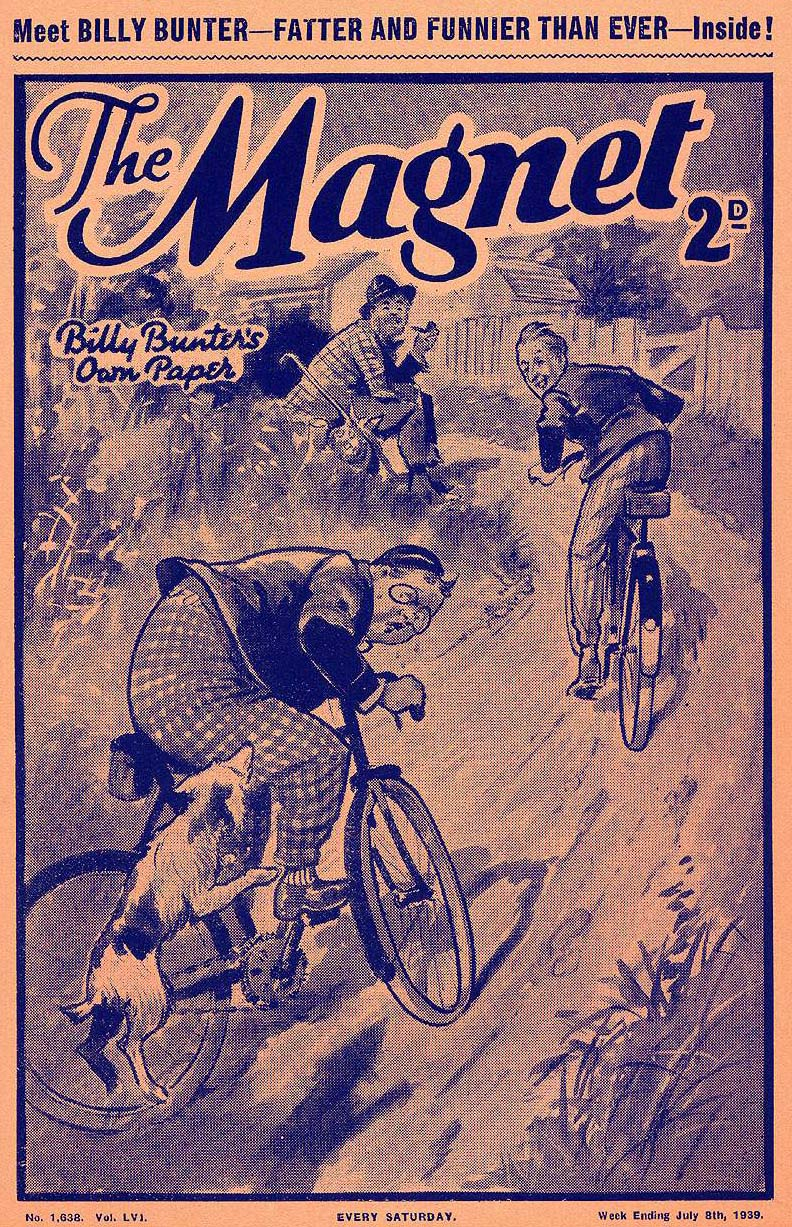 Meet BILLY BUNTER—FATTER AND FUNNIER THAN EVER—Inside!
The Magnet
2D
Billy Bunter's
Own Paper
No. 1,638. Vol. LVI.
EVERY SATURDAY.
Week Ending July 8th, 1939.